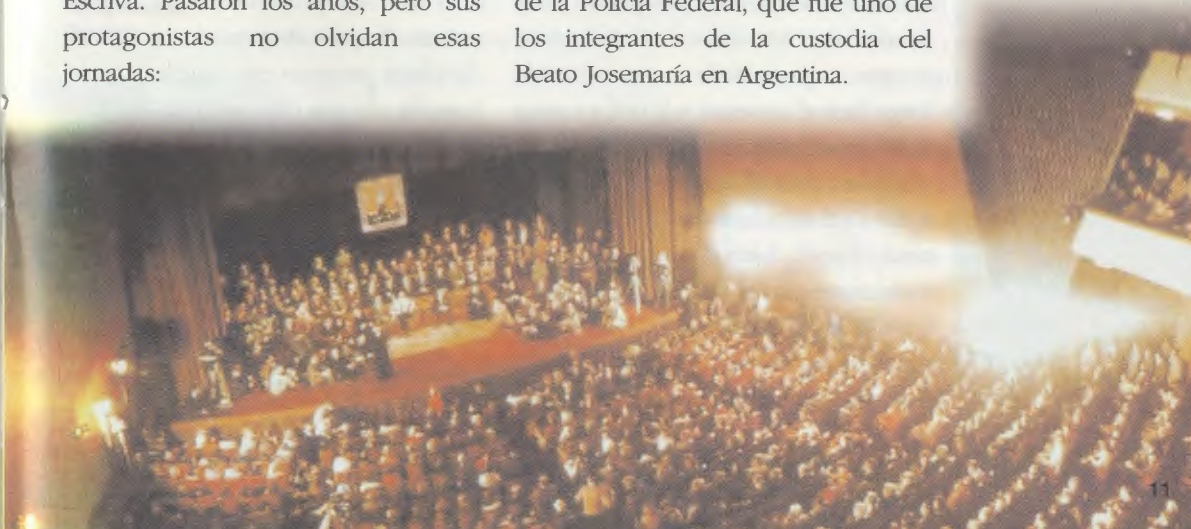 Escrivá. Pasaron los años, pero sus
protagonistas no olvidan esas
jornadas:
de la Policía Federal, que fue uno de
los integrantes de la custodia del
Beato Josemaría en Argentina.
11